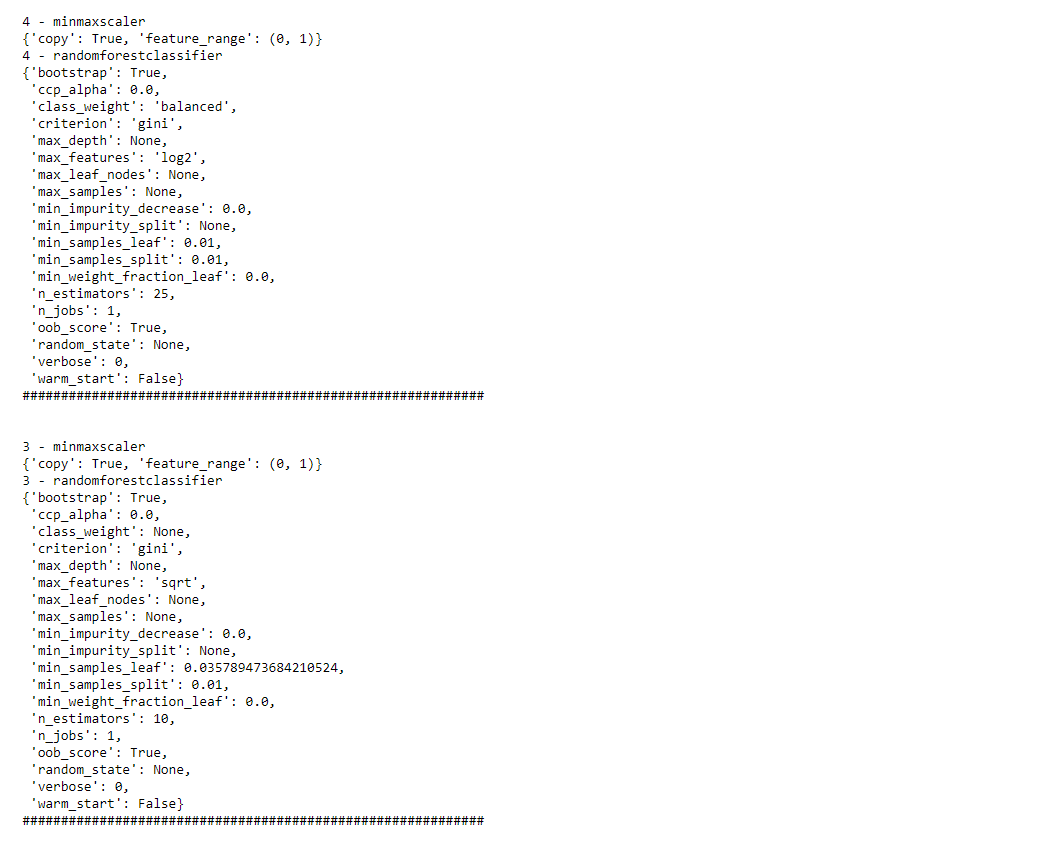 4 - minmaxscaler
{'copy': True, 'feature_range': (0, 1)}
4 - randomforestclassifier
{'bootstrap': True,
 'ccp_alpha': 0.0,
 'class_weight': 'balanced',
 'criterion': 'gini',
 'max_depth': None,
 'max_features': 'log2',
 'max_leaf_nodes': None,
 'max_samples': None,
 'min_impurity_decrease': 0.0,
 'min_impurity_split': None,
 'min_samples_leaf': 0.01,
 'min_samples_split': 0.01,
 'min_weight_fraction_leaf': 0.0,
 'n_estimators': 25,
 'n_jobs': 1,
 'oob_score': True,
 'random_state': None,
 'verbose': 0,
 'warm_start': False}
############################################################
3 - minmaxscaler
{'copy': True, 'feature_range': (0, 1)}
3 - randomforestclassifier
{'bootstrap': True,
 'ccp_alpha': 0.0,
 'class_weight': None,
 'criterion': 'gini',
 'max_depth': None,
 'max_features': 'sqrt',
 'max_leaf_nodes': None,
 'max_samples': None,
 'min_impurity_decrease': 0.0,
 'min_impurity_split': None,
 'min_samples_leaf': 0.035789473684210524,
 'min_samples_split': 0.01,
 'min_weight_fraction_leaf': 0.0,
 'n_estimators': 10,
 'n_jobs': 1,
 'oob_score': True,
 'random_state': None,
 'verbose': 0,
 'warm_start': False}
############################################################